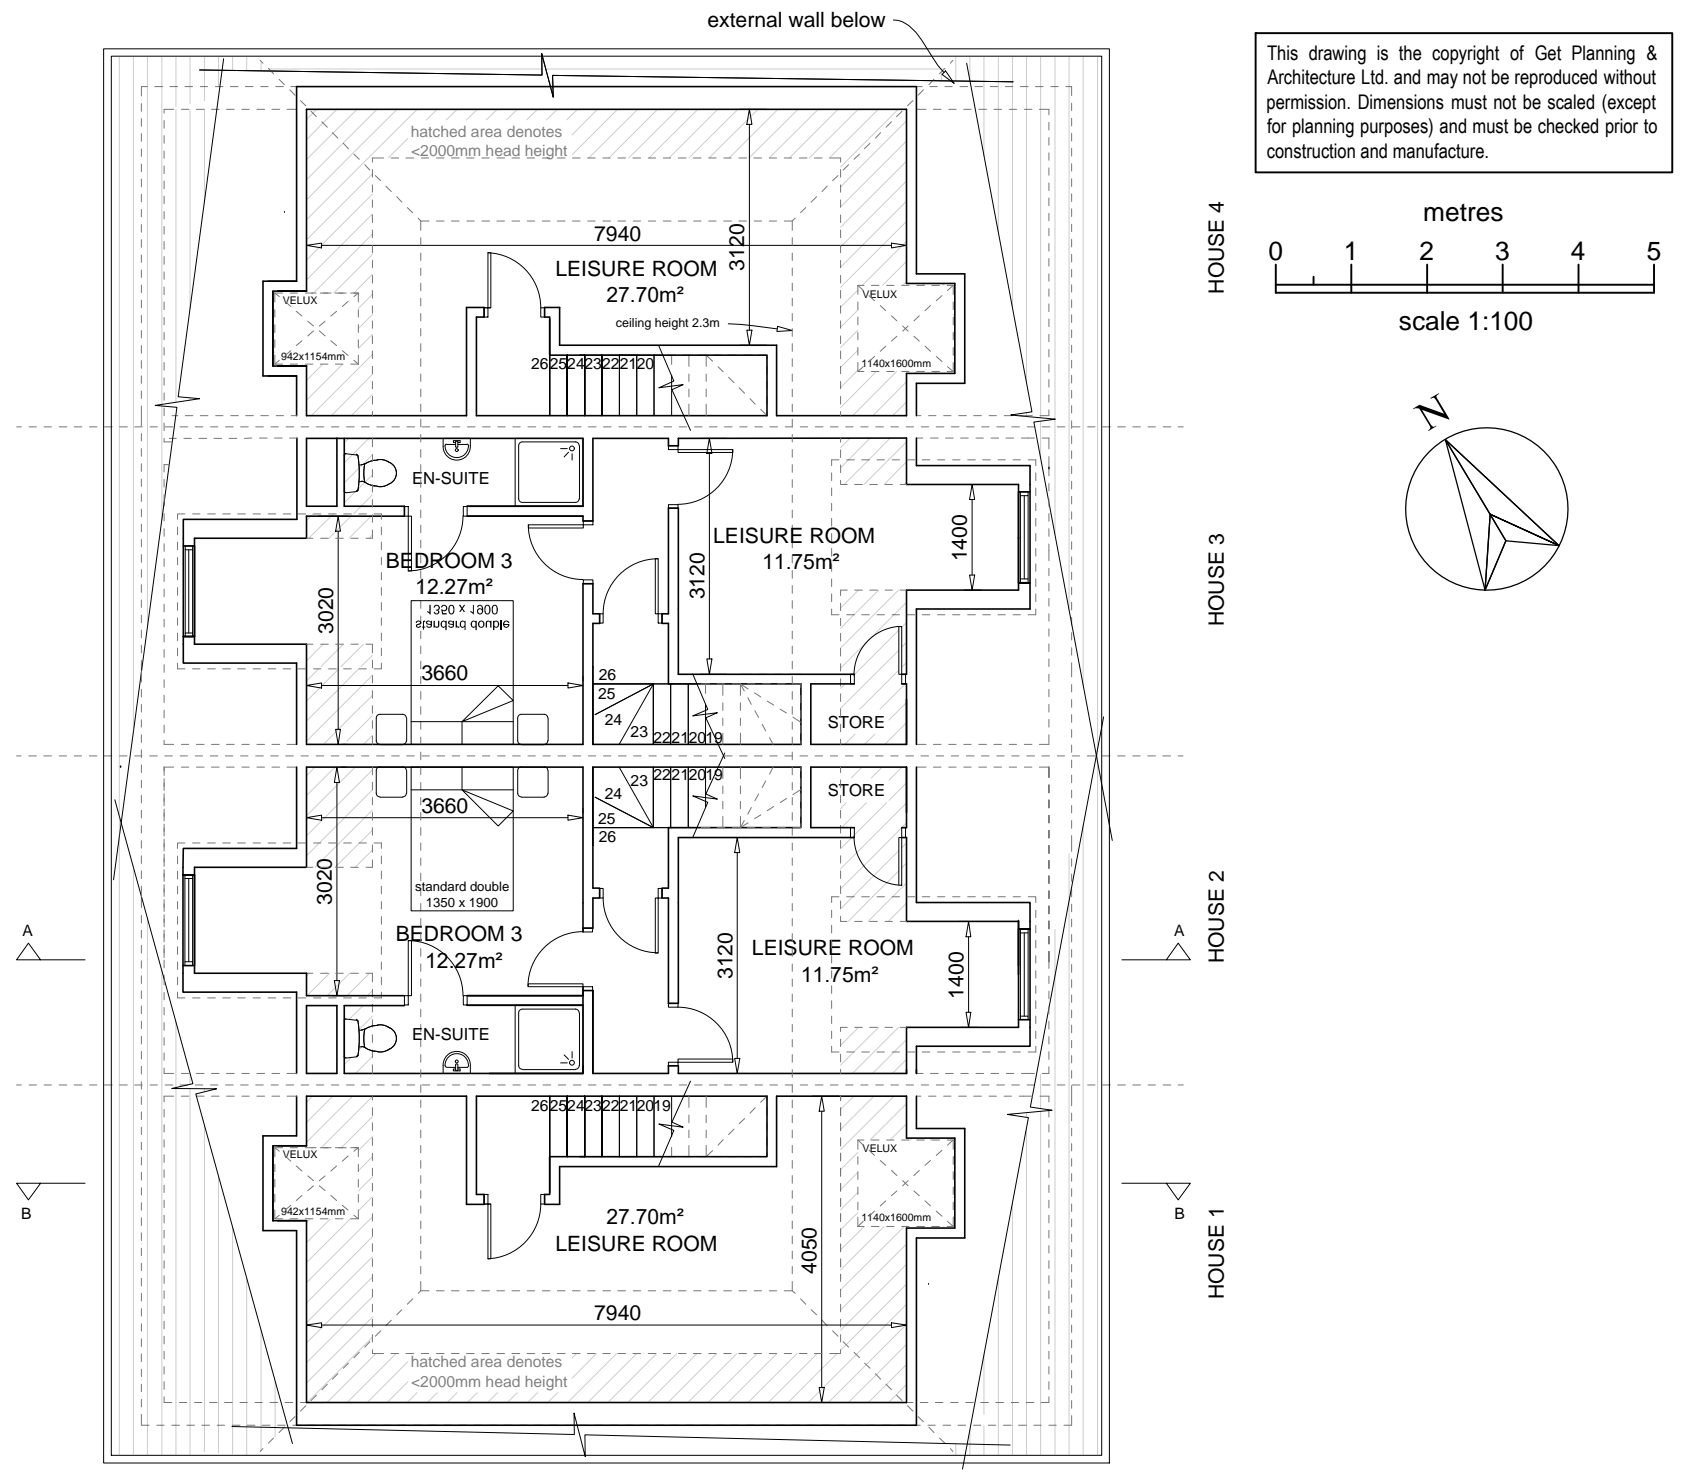 external wall below
This drawing is the copyright of Get Planning &
Architecture Ltd. and may not be reproduced without
permission. Dimensions must not be scaled (except
for planning purposes) and must be checked prior to
construction and manufacture.
metres
0 1 2 3 4 5
scale 1:100
N
HOUSE 4
hatched area denotes
<2000mm head height
7940
3120
LEISURE ROOM
27.70m²
ceiling height 2.3m
VELUX
942x1154mm
VELUX
1140x1600mm
26 25 24 23 22 21 20
HOUSE 3
EN-SUITE
BEDROOM 3
12.27m²
1350 x 1900
standard double
3020
3660
LEISURE ROOM
11.75m²
3120
1400
26
25
24
23
22 21 20 19
STORE
HOUSE 2
3660
3020
standard double
1350 x 1900
BEDROOM 3
12.27m²
EN-SUITE
23
22 21 20 19
24
25
26
STORE
LEISURE ROOM
11.75m²
3120
1400
A
A
HOUSE 1
26 25 24 23 22 21 20 19
VELUX
942x1154mm
VELUX
1140x1600mm
27.70m²
LEISURE ROOM
4050
7940
hatched area denotes
<2000mm head height
B
B